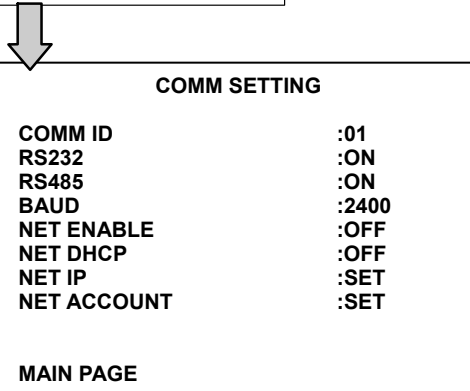 COMM SETTING
COMM ID :01
RS232 :ON
RS485 :ON
BAUD :2400
NET ENABLE :OFF
NET DHCP :OFF
NET IP :SET
NET ACCOUNT :SET
MAIN PAGE